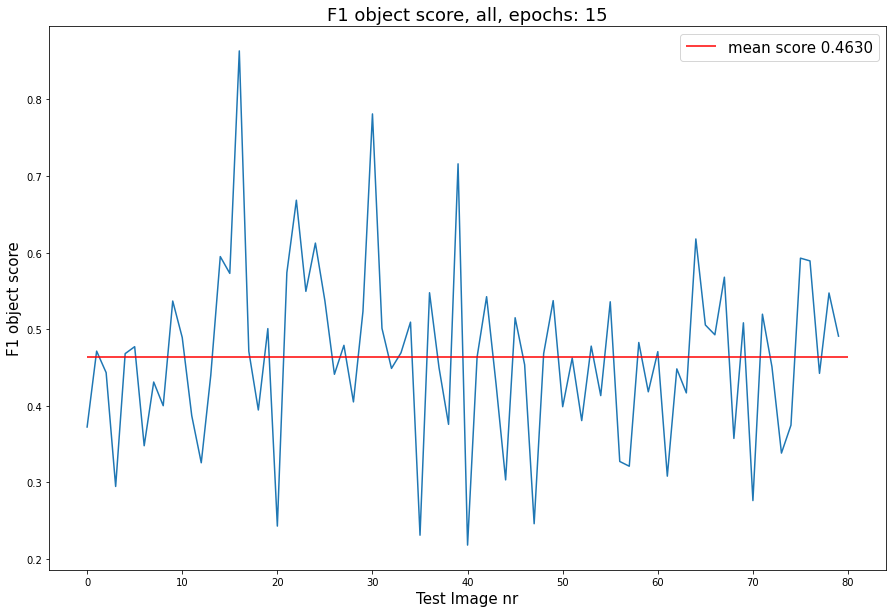 F1 object score, all, epochs: 15
mean score 0.4630
F1 object score
0.8
0.7
0.6
0.5
0.4
0.3
0.2
0 10 20 30 40 50 60 70 80
Test Image nr